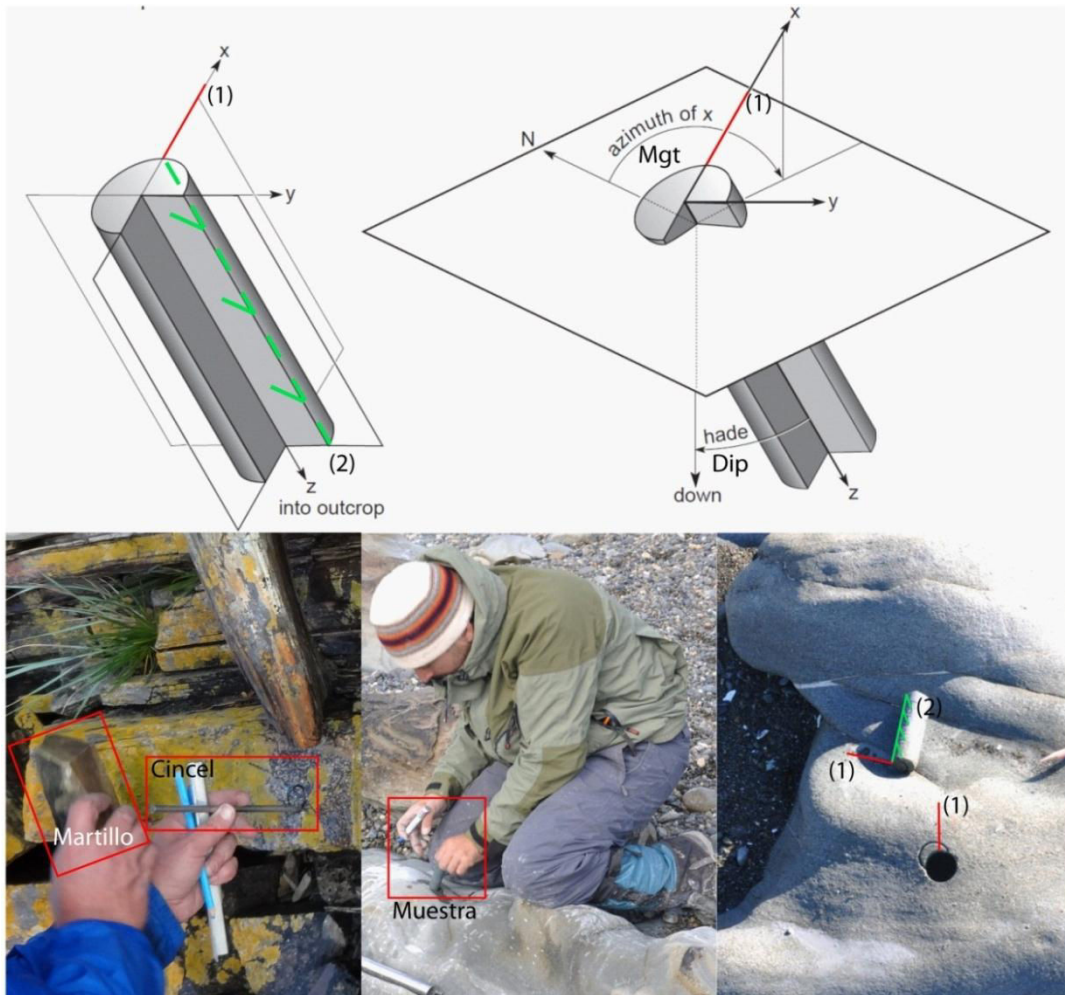 x
(1)
y
(2)
z
into outcrop
x
(1)
azimuth of x
N
Mgt
y
hade
Dip
down
z
Cincel
Martillo
Muestra
(2)
(1)
(1)